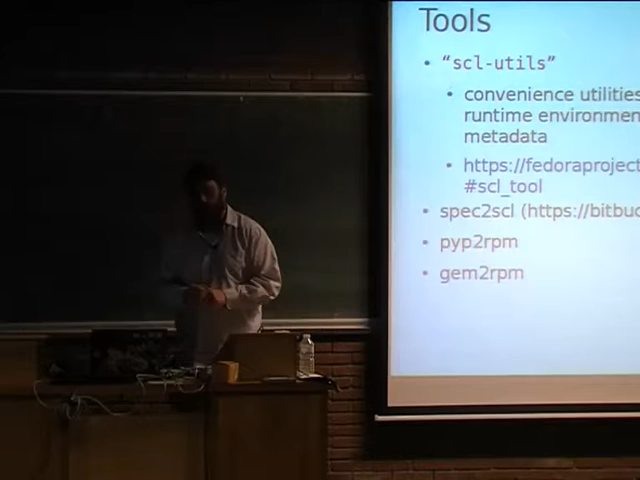 Tools
• "scl-utils"
• convenience utilities
runtime environmen
metadata
• https://fedoraproject
#scl_tool
• spec2scl (https://bitbuc
• pyp2rpm
• gem2rpm